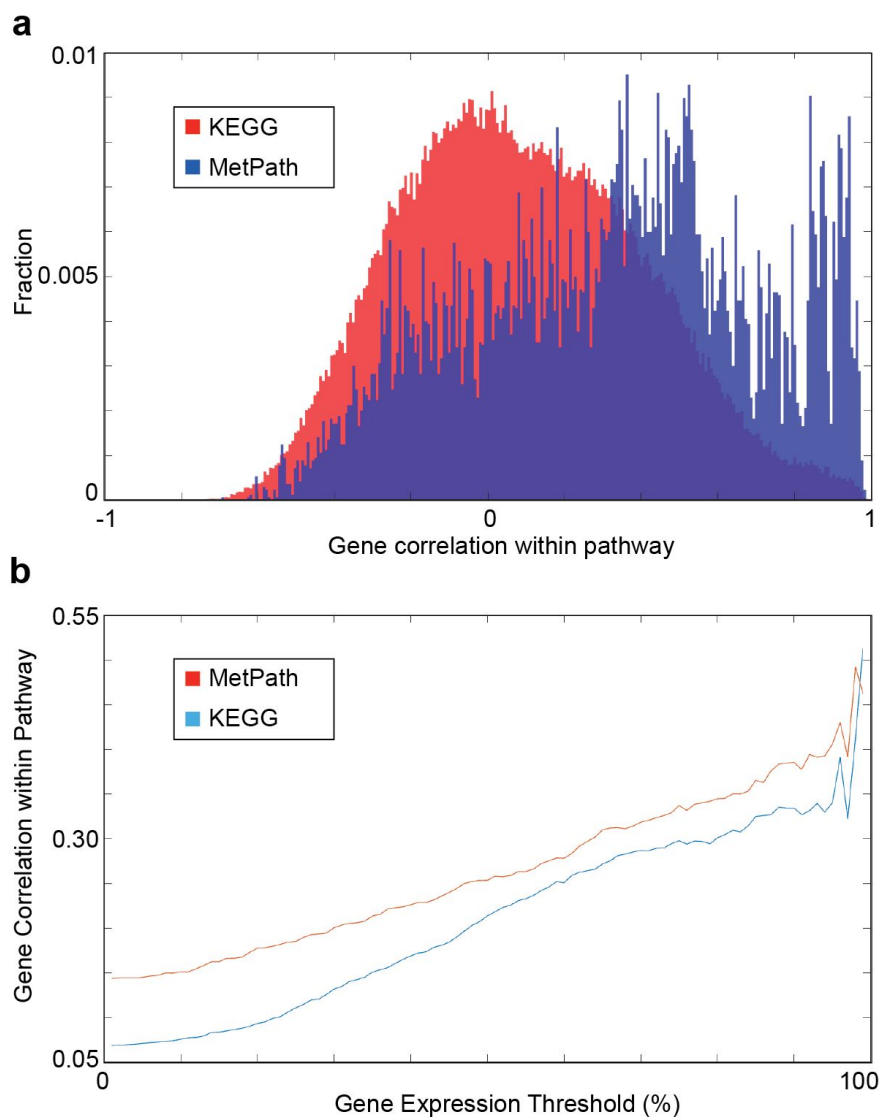 a
0.01
KEGG
MetPath
Fraction
0.005
0
-1
0
1
Gene correlation within pathway
b
0.55
MetPath
KEGG
Gene Correlation within Pathway
0.30
0.05
0
100
Gene Expression Threshold (%)